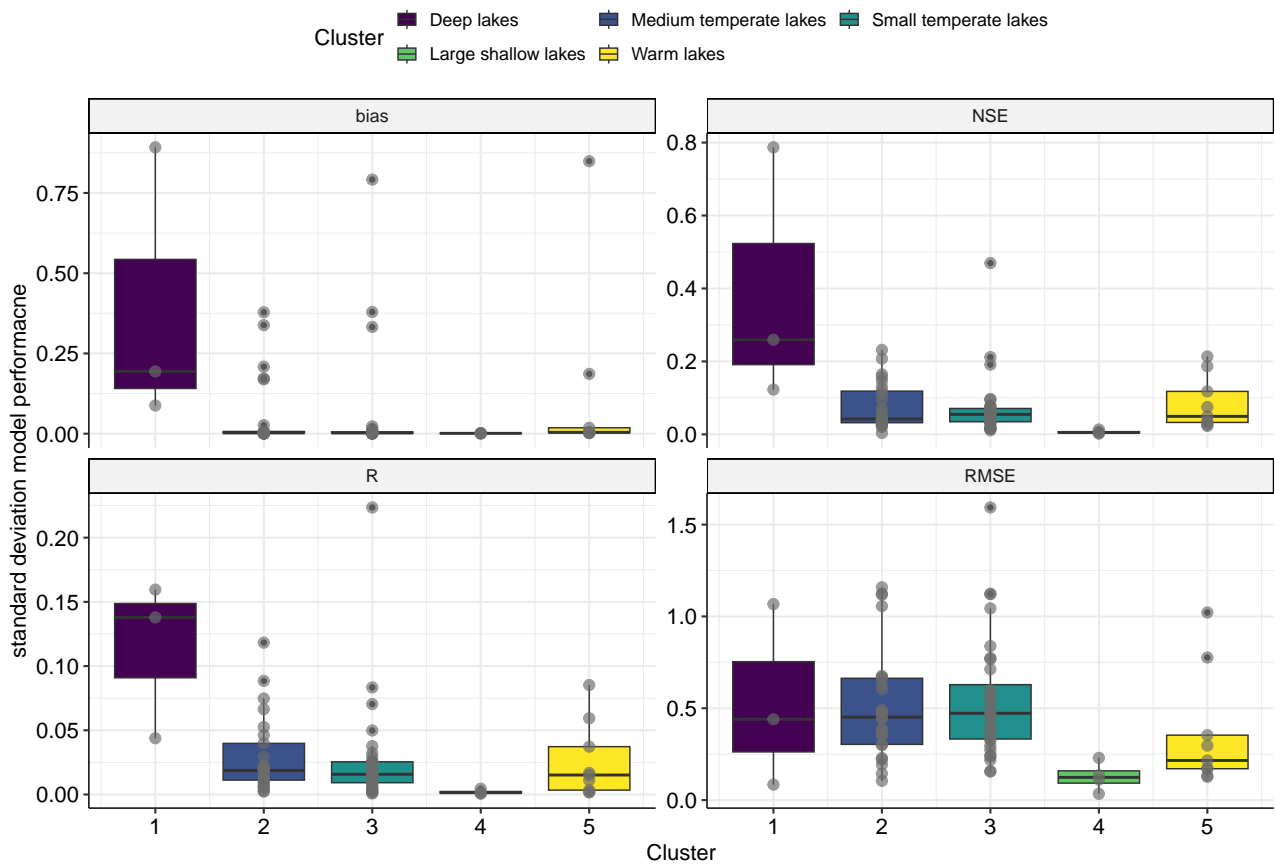 Cluster
Deep lakes
Medium temperate lakes
Small temperate lakes
Large shallow lakes
Warm lakes
standard deviation model performacne
bias
0.75
0.50
0.25
0.00
NSE
0.8
0.6
0.4
0.2
0.0
R
0.20
0.15
0.10
0.05
0.00
RMSE
1.5
1.0
0.5
0.0
1 2 3 4 5
1 2 3 4 5
Cluster